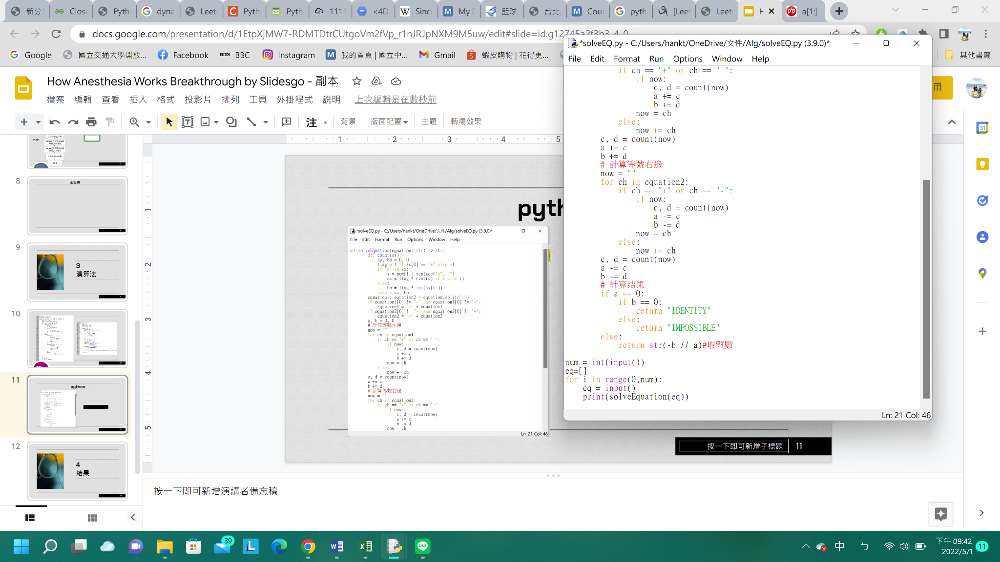 新分
Close
Pyth
dyna
Leet
Pyth
Pyth
111
<4D
Sinc
My D
籃球
台北
Cour
pyth
[Leet
Leet
H
a[1:]
docs.google.com/presentation/d/1EtpXjMW7-RDMTDtrCUtgoVm2fVp_r1nJRJpNXM9M5uw/edit#slide=id.g12745a2f3b3_4_0
Google
國立交通大學開放...
Facebook
BBC BBC
Instagram
我的首頁 | 國立中...
Gmail
蝦皮購物 | 花得更...
其他書籤
How Anesthesia Works Breakthrough by Slidesgo - 副本
檔案 編輯 查看 插入 格式 投影片 排列 工具 外掛程式 說明 上次編輯是在數秒前
用
注 背景 版面配置 主題 轉場效果
1 2 3 4 5
1
2
3
4
5
main
end
8
虛擬碼
9
3
演算法
10
11
python
12
4
結果
pyth
*solveEQ.py - C:/Users/hankt/OneDrive/文件/Alg/solveEQ.py (3.9.0)*
File Edit Format Run Options Window Help
def solveEquation(equation: str) -> str:
def count(ss):
aa, bb = 0, 0
flag = 1 if ss[0] == "+" else -1
if "x" in ss:
s = now[1:].replace("x", "")
aa = flag * (int(s) if s else 1)
else:
bb = flag * int(ss[1:])
return aa, bb
equation1, equation2 = equation.split("=")
if equation1[0] != "-" and equation1[0] != "+":
equation1 = "+" + equation1
if equation2[0] != "-" and equation2[0] != "+":
equation2 = "+" + equation2
a, b = 0, 0
# 計算等號左邊
now = ""
for ch in equation1:
if ch == "+" or ch == "-":
if now:
c, d = count(now)
a += c
b += d
now = ch
else:
now += ch
c, d = count(now)
a += c
b += d
# 計算等號右邊
now = ""
for ch in equation2:
if ch == "+" or ch == "-":
if now:
c, d = count(now)
a -= c
b -= d
now = ch
Ln: 21 Col: 46
按一下即可新增子標題 11
按一下即可新增演講者備忘稿
*solveEQ.py - C:/Users/hankt/OneDrive/文件/Alg/solveEQ.py (3.9.0)*
File Edit Format Run Options Window Help
if ch == "+" or ch == "-":
if now:
c, d = count(now)
a += c
b += d
now = ch
else:
now += ch
c, d = count(now)
a += c
b += d
# 計算等號右邊
now = ""
for ch in equation2:
if ch == "+" or ch == "-":
if now:
c, d = count(now)
a -= c
b -= d
now = ch
else:
now += ch
c, d = count(now)
a -= c
b -= d
# 計算结果
if a == 0:
if b == 0:
return "IDENTITY"
else:
return "IMPOSSIBLE"
else:
return str(-b // a)#取整數
num = int(input())
eq=[]
for i in range(0,num):
eq = input()
print(solveEquation(eq))
Ln: 21 Col: 46
31
39
中
ㄅ
下午 09:42
2022/5/1
11